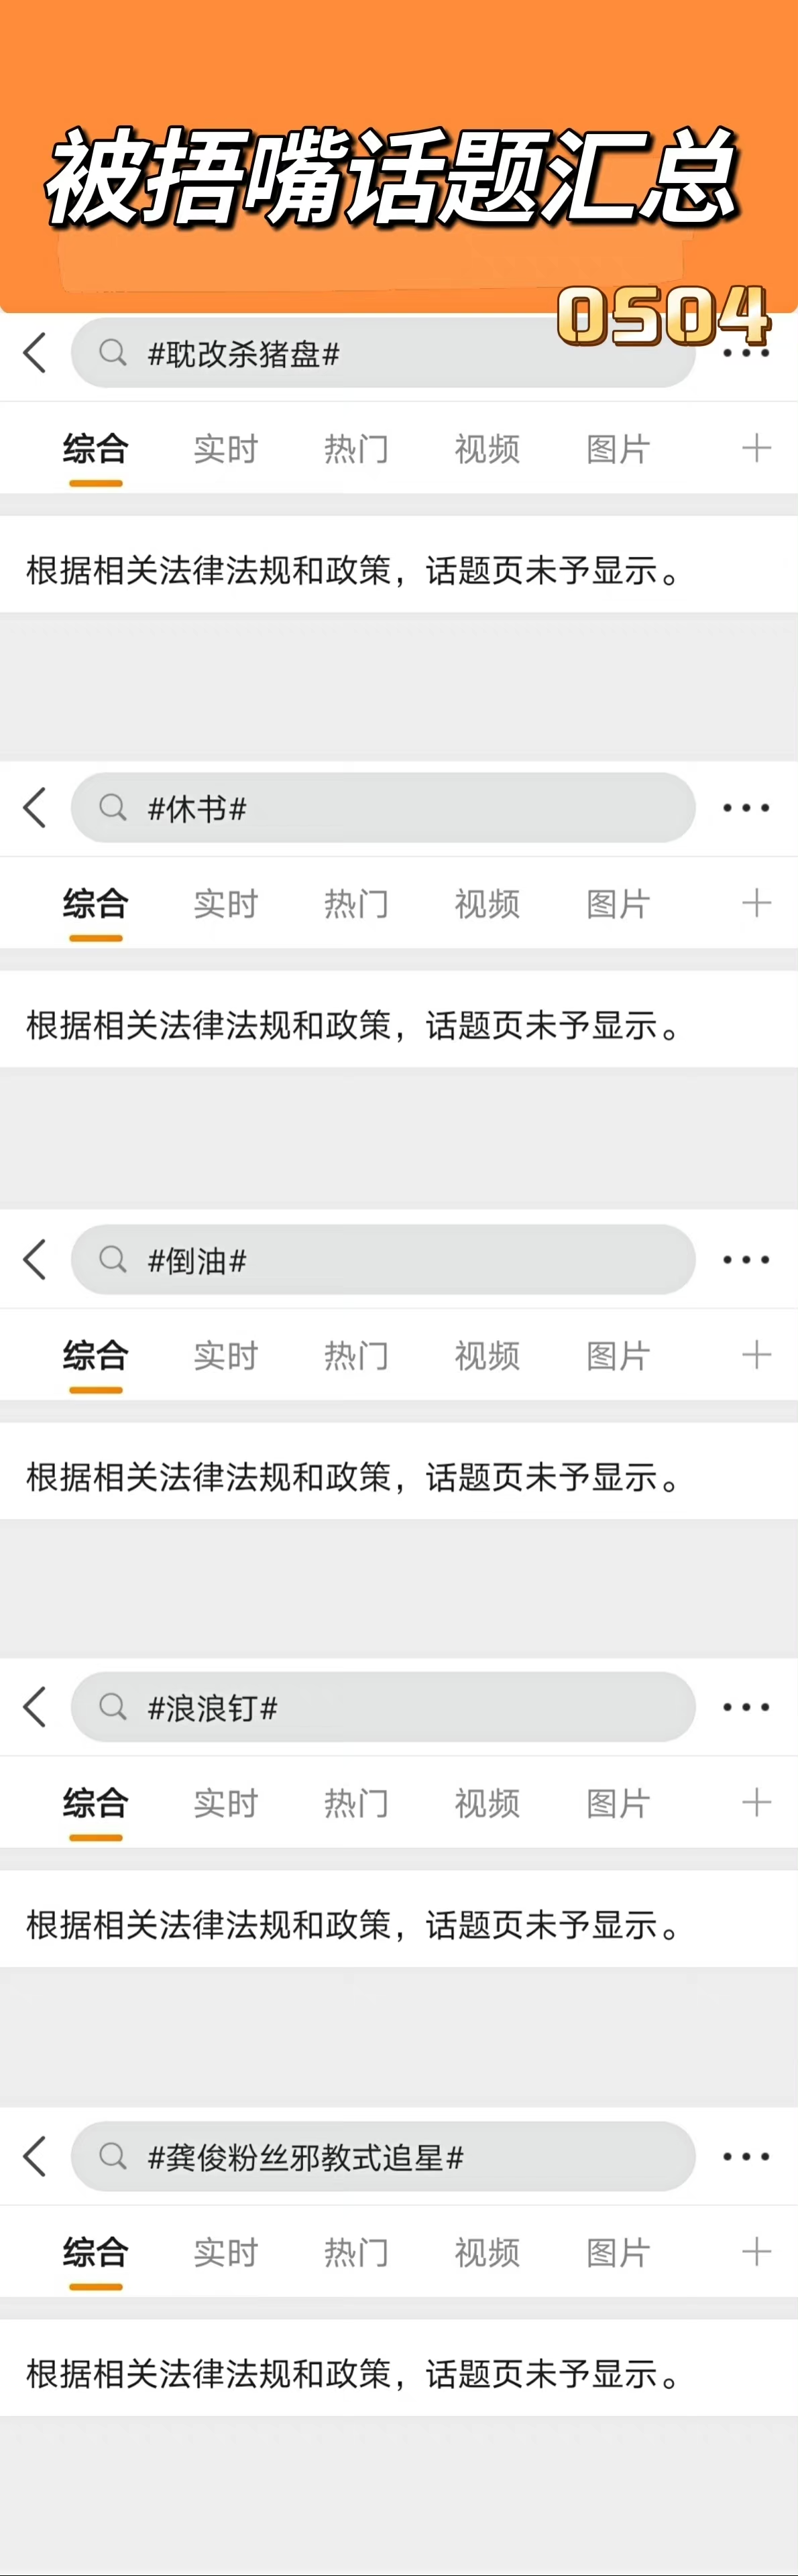 被捂嘴话题汇总
0504
#耽改杀猪盘#
综合 实时 热门 视频 图片
根据相关法律法规和政策，话题页未予显示。
#休书#
综合 实时 热门 视频 图片
根据相关法律法规和政策，话题页未予显示。
#倒油#
综合 实时 热门 视频 图片
根据相关法律法规和政策，话题页未予显示。
#浪浪钉#
综合 实时 热门 视频 图片
根据相关法律法规和政策，话题页未予显示。
#龚俊粉丝邪教式追星#
综合 实时 热门 视频 图片
根据相关法律法规和政策，话题页未予显示。